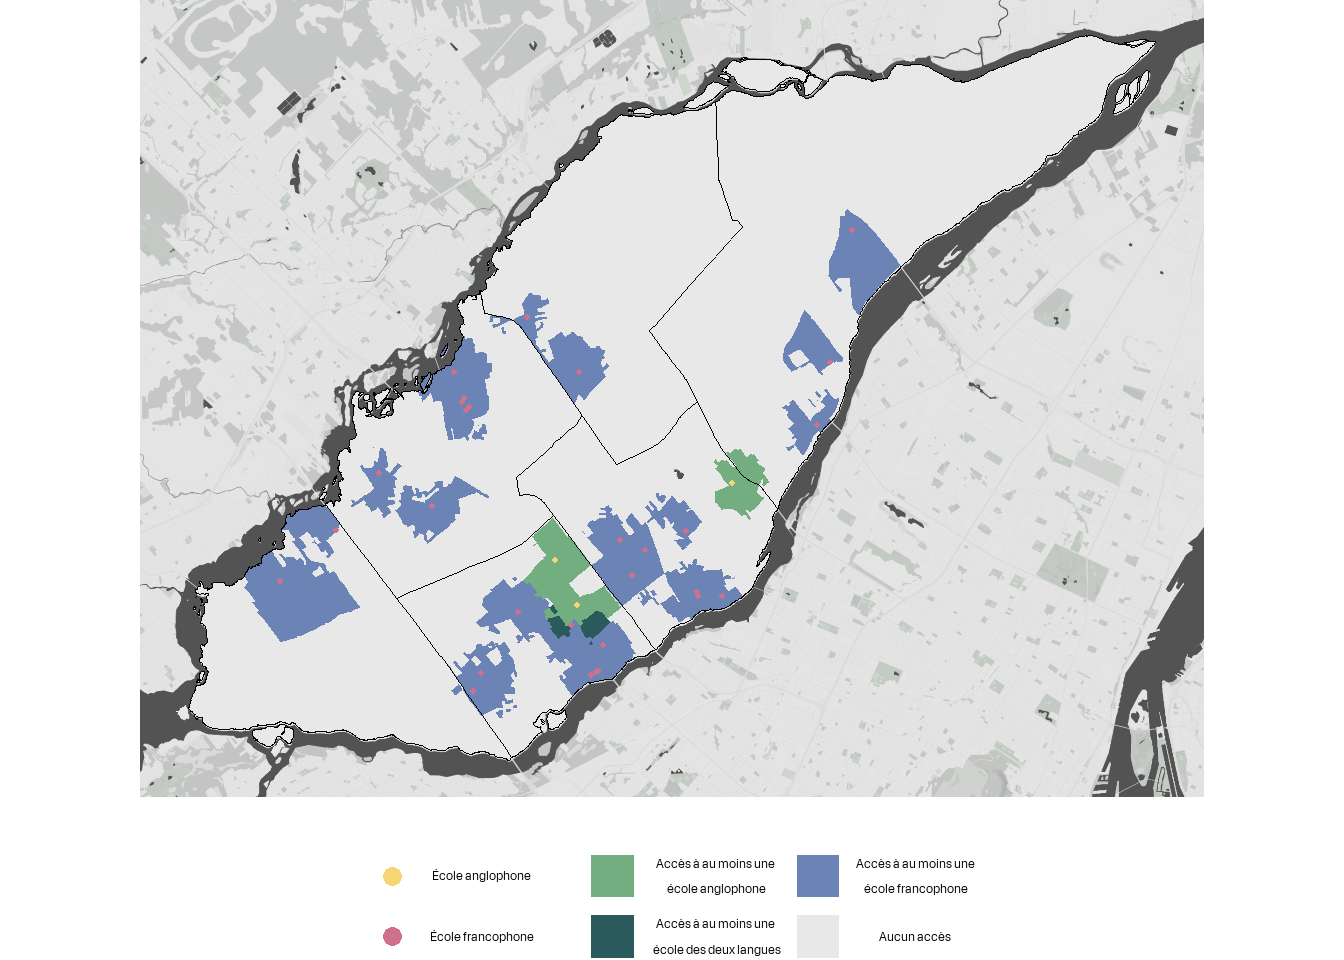 École anglophone
Accès à au moins une
école anglophone
Accès à au moins une
école francophone
École francophone
Accès à au moins une
école des deux langues
Aucun accès